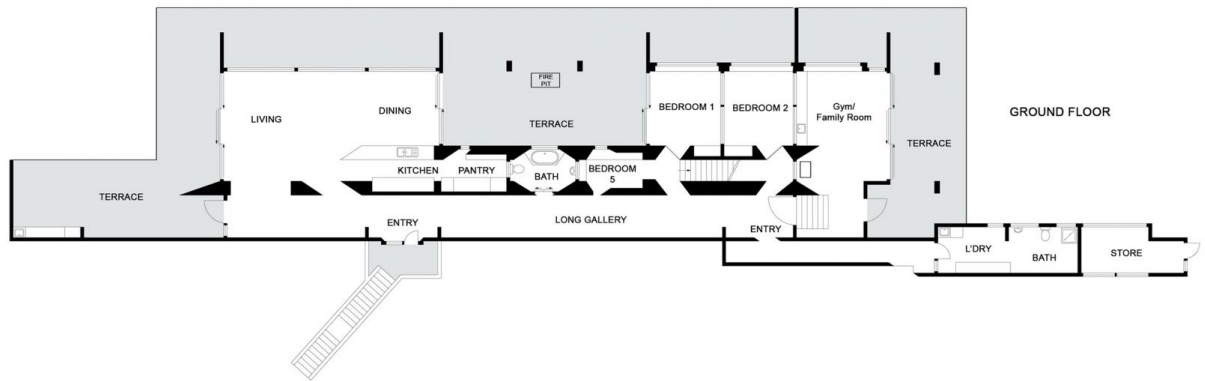 FIRE
PIT
BEDROOM 1
BEDROOM 2
Gym/
Family Room
GROUND FLOOR
LIVING
DINING
TERRACE
TERRACE
KITCHEN
PANTRY
BATH
BEDROOM
5
TERRACE
ENTRY
LONG GALLERY
ENTRY
L'DRY
BATH
STORE